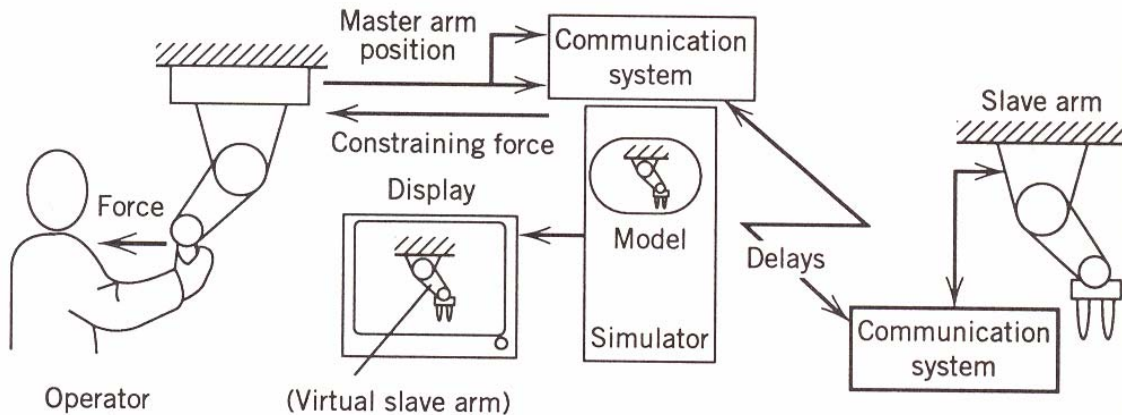 Master arm
position
Communication
system
Slave arm
Constraining force
Display
Force
Model
Delays
Simulator
Communication
system
Operator
(Virtual slave arm)